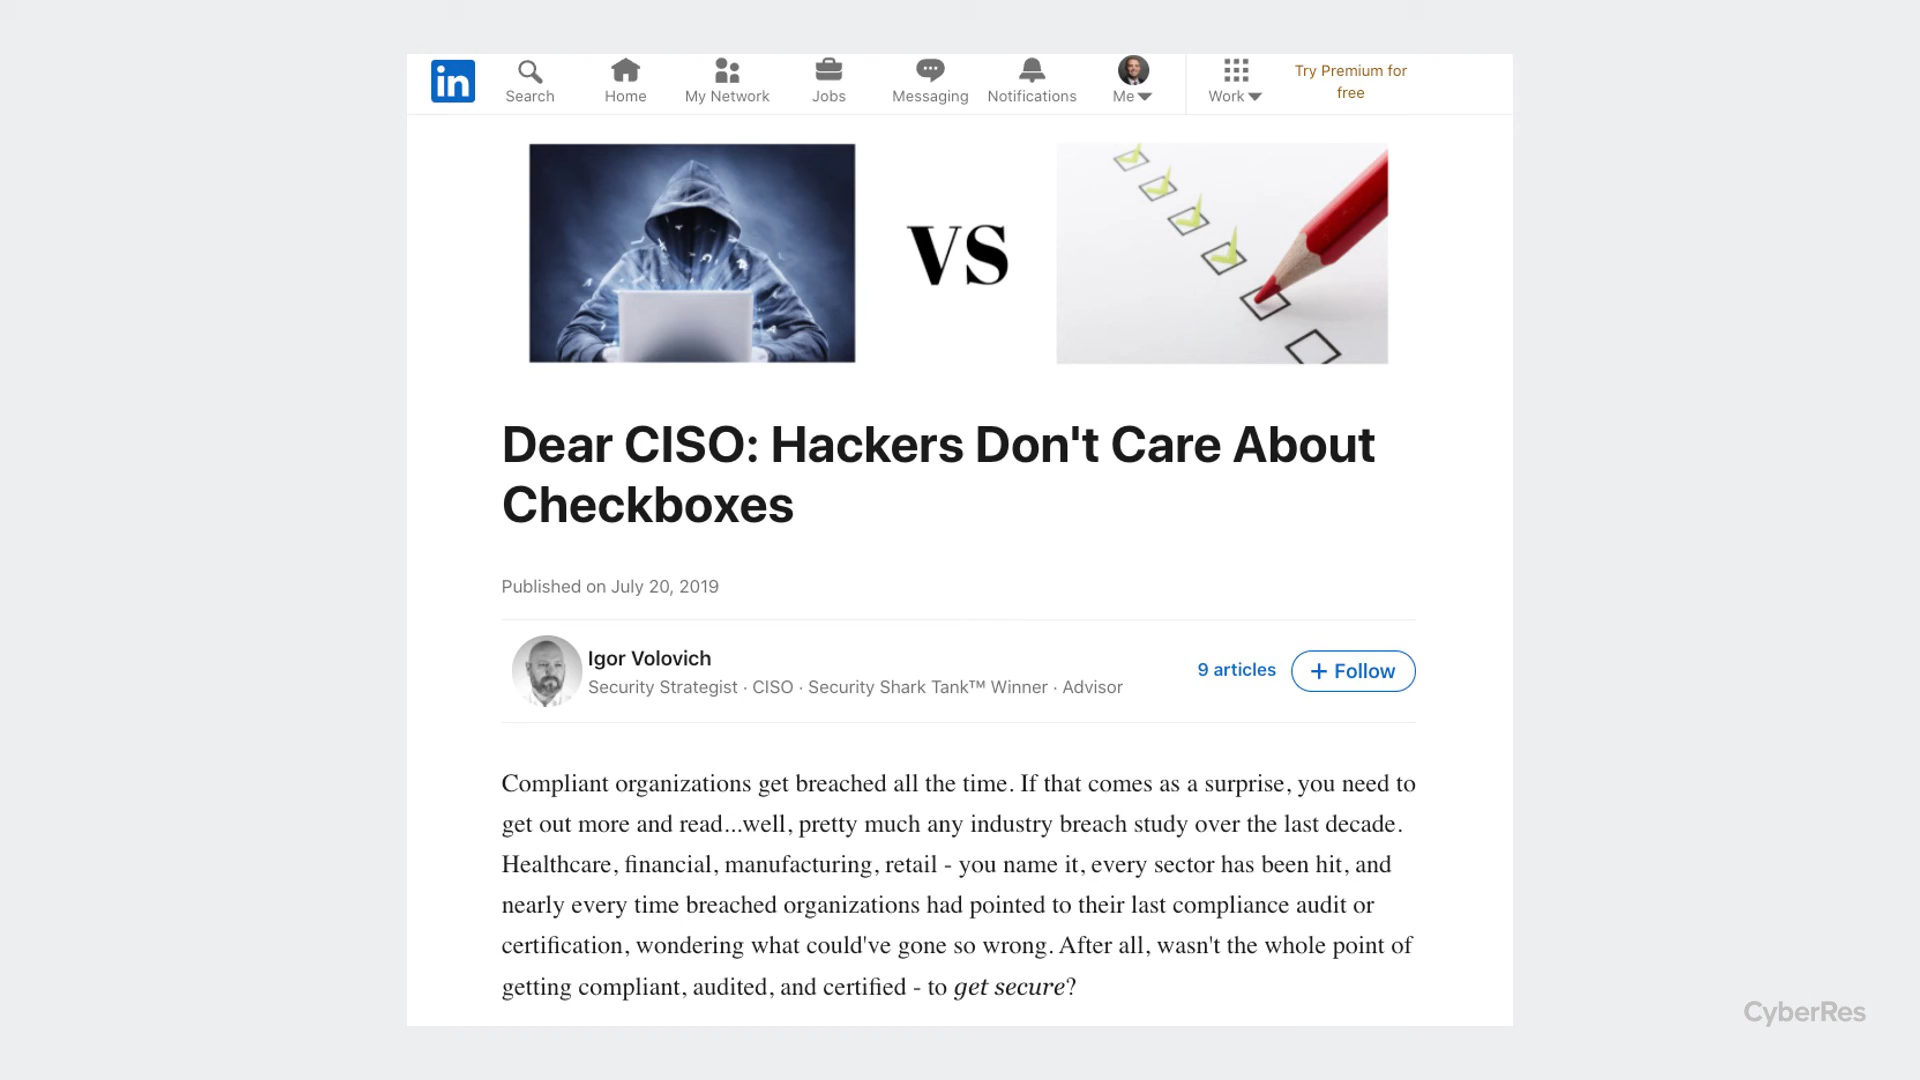 in
Search
Home
My Network
Jobs
Messaging
Notifications
Me
Work
Try Premium for
free
VS
Dear CISO: Hackers Don't Care About
Checkboxes
Published on July 20, 2019
Igor Volovich
Security Strategist · CISO · Security Shark Tank™ Winner · Advisor
9 articles
+ Follow
Compliant organizations get breached all the time. If that comes as a surprise, you need to
get out more and read...well, pretty much any industry breach study over the last decade.
Healthcare, financial, manufacturing, retail - you name it, every sector has been hit, and
nearly every time breached organizations had pointed to their last compliance audit or
certification, wondering what could've gone so wrong. After all, wasn't the whole point of
getting compliant, audited, and certified - to get secure?
CyberRes